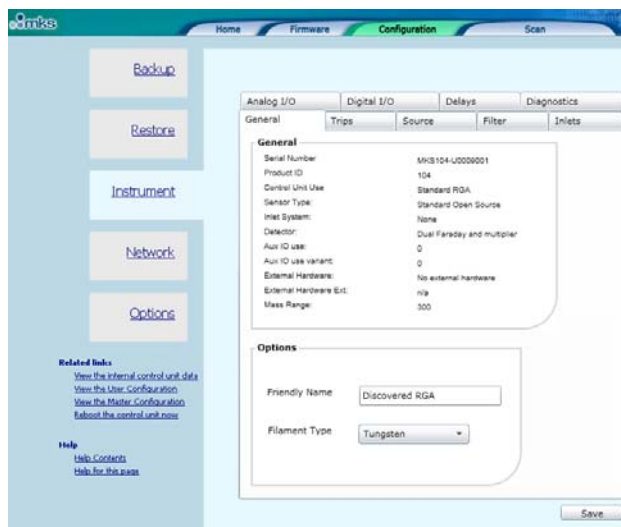 mks
Home Firmware Configuration Scan
Backup
Restore
Instrument
Network
Options
Related links
View the internal control unit data
View the User Configuration
View the Master Configuration
Reboot the control unit now
Help
Help Contents
Help for this page
Analog I/O Digital I/O Delays Diagnostics
General Trips Source Filter Inlets
General
Serial Number MKS104-U0009001
Product ID 104
Control Unit Use Standard RGA
Sensor Type: Standard Open Source
Inlet System: None
Detector: Dual Faraday and multiplier
Aux IO use: 0
Aux IO use variant: 0
External Hardware: No external hardware
External Hardware Ext: n/a
Mass Range: 300
Options
Friendly Name Discovered RGA
Filament Type Tungsten
Save